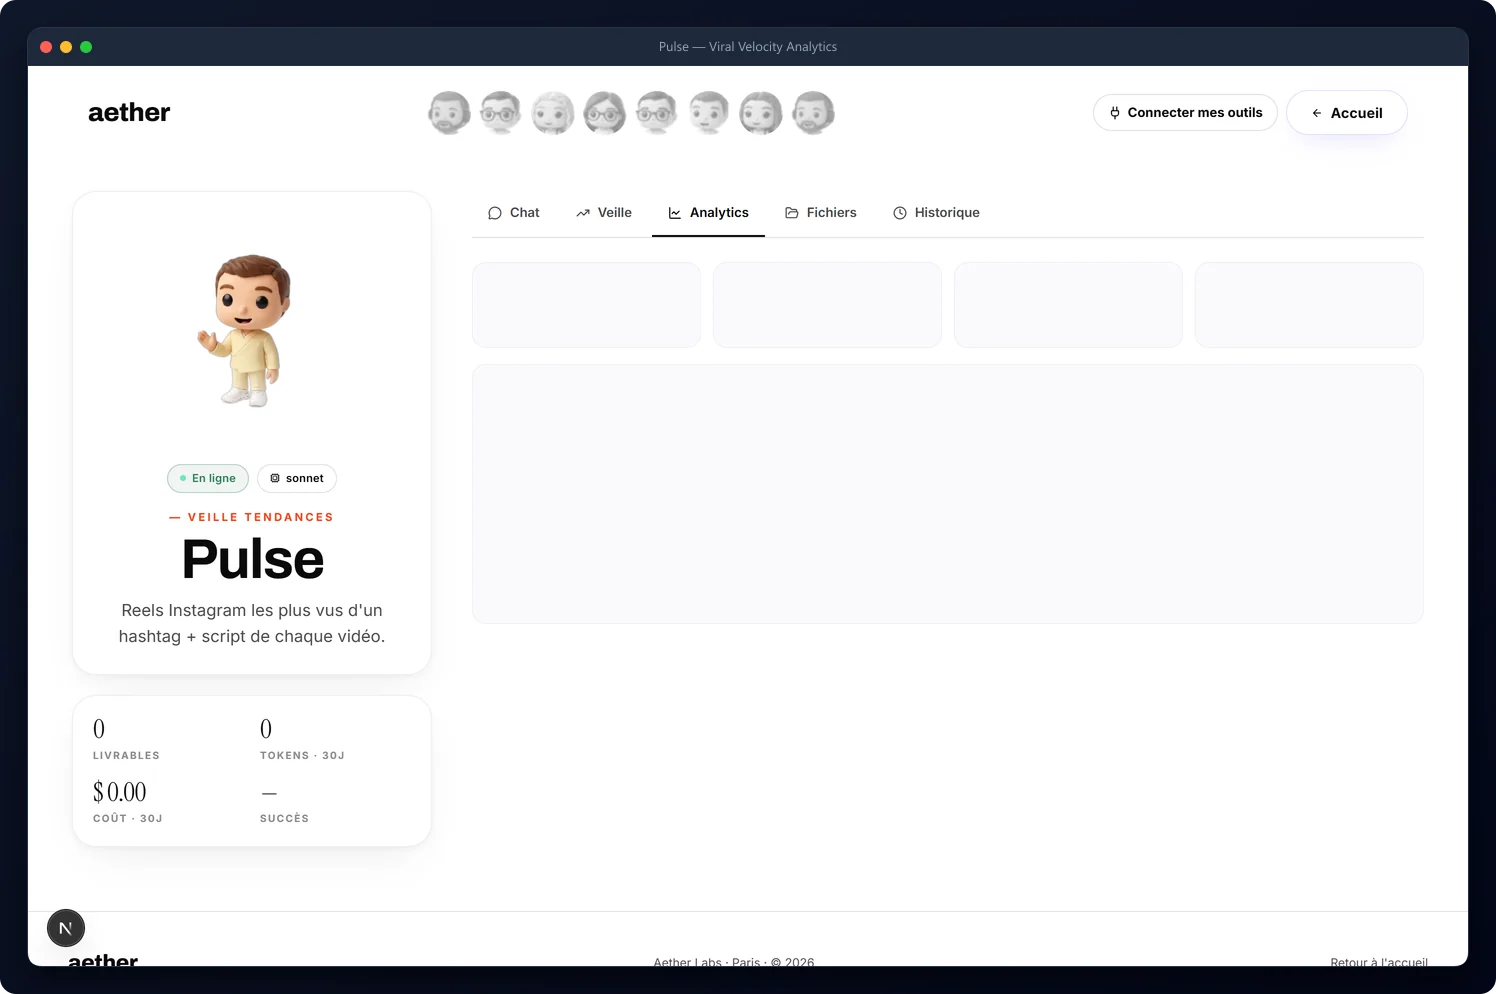 Pulse — Viral Velocity Analytics
aether
Connecter mes outils
Accueil
Chat
Veille
Analytics
Fichiers
Historique
En ligne
sonnet
— VEILLE TENDANCES
Pulse
Reels Instagram les plus vus d'un
hashtag + script de chaque vidéo.
0
LIVRABLES
0
TOKENS · 30J
$0.00
COÛT · 30J
—
SUCCÈS
N
aether
Aether Labs · Paris · © 2026
Retour à l'accueil